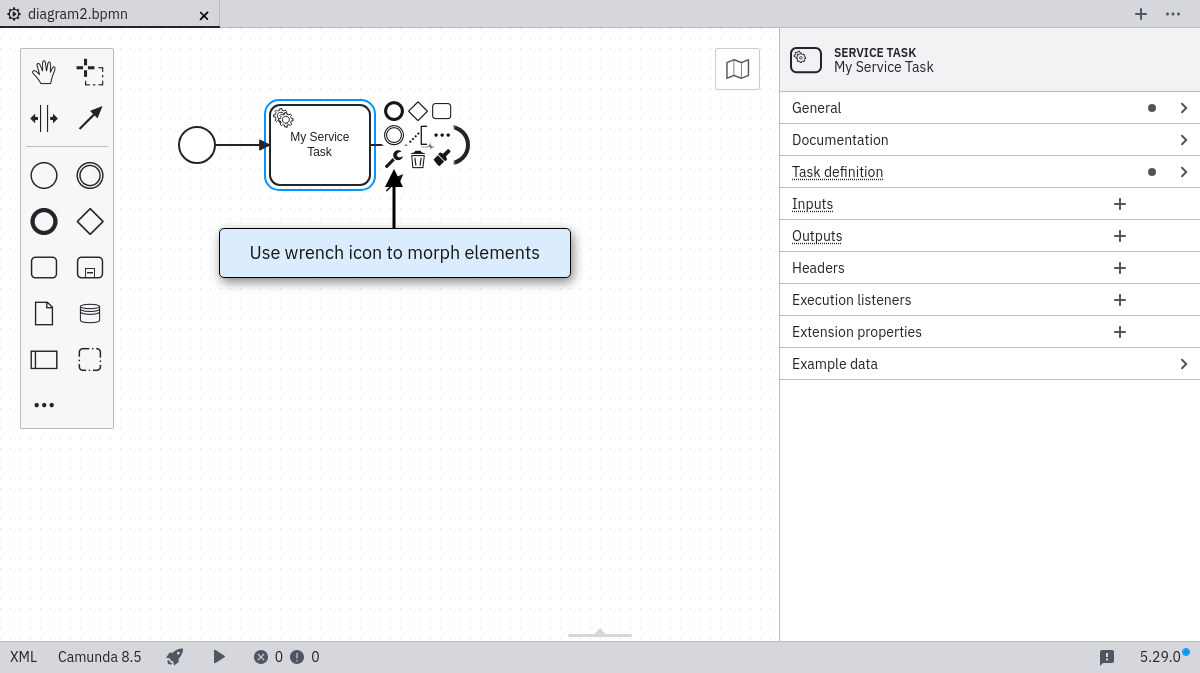 diagram2.bpmn
My Service
Task
Use wrench icon to morph elements
SERVICE TASK
My Service Task
General
Documentation
Task definition
Inputs
Outputs
Headers
Execution listeners
Extension properties
Example data
XML Camunda 8.5 0 0 5.29.0